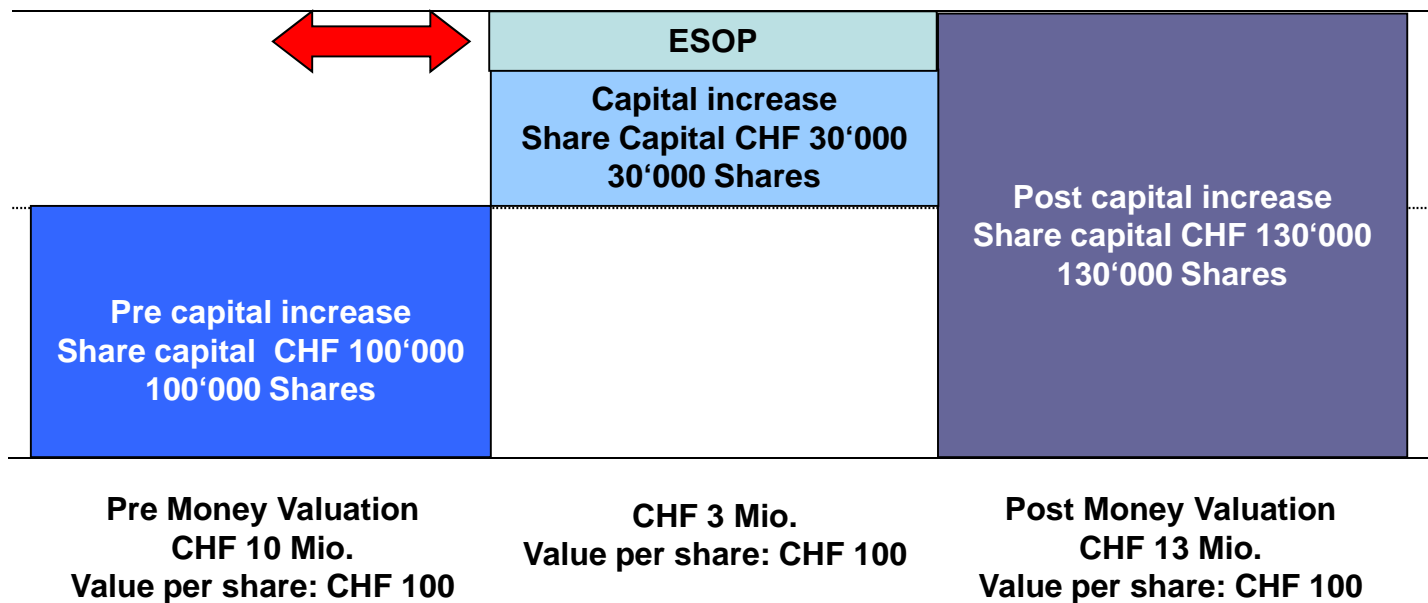 ESOP
Capital increase
Share Capital CHF 30‘000
30‘000 Shares
Post capital increase
Share capital CHF 130‘000
130‘000 Shares
Pre capital increase
Share capital  CHF 100‘000
100‘000 Shares
Pre Money Valuation
CHF 10 Mio.
Value per share: CHF 100
CHF 3 Mio.
Value per share: CHF 100
Post Money Valuation
CHF 13 Mio.
Value per share: CHF 100